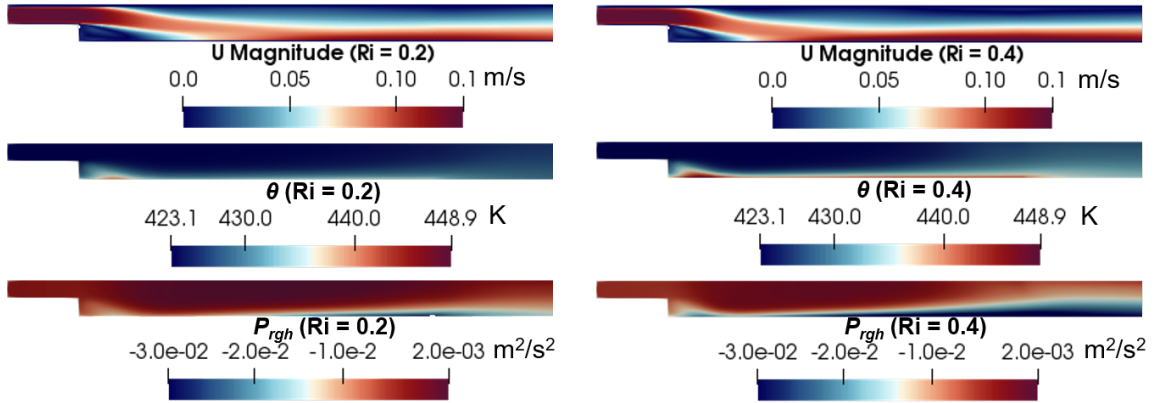 U Magnitude (Ri = 0.2)
0.0 0.05 0.10 0.1 m/s
θ (Ri = 0.2)
423.1 430.0 440.0 448.9 K
Prgh (Ri = 0.2)
-3.0e-02 -2.0e-2 -1.0e-2 2.0e-03 m²/s²
U Magnitude (Ri = 0.4)
0.0 0.05 0.10 0.1 m/s
θ (Ri = 0.4)
423.1 430.0 440.0 448.9 K
Prgh (Ri = 0.4)
-3.0e-02 -2.0e-2 -1.0e-2 2.0e-03 m²/s²